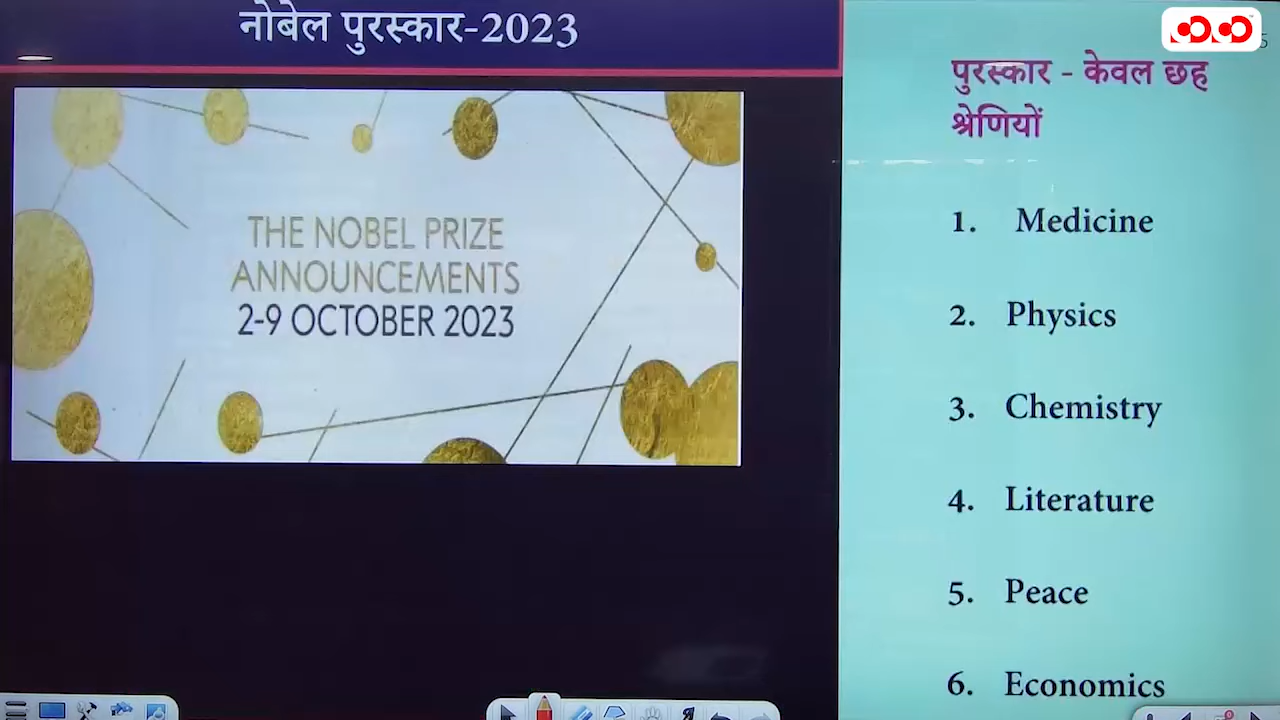 नोबेल पुरस्कार-2023
THE NOBEL PRIZE
ANNOUNCEMENTS
2-9 OCTOBER 2023
पुरस्कार - केवल छह
श्रेणियों
1. Medicine
2. Physics
3. Chemistry
4. Literature
5. Peace
6. Economics